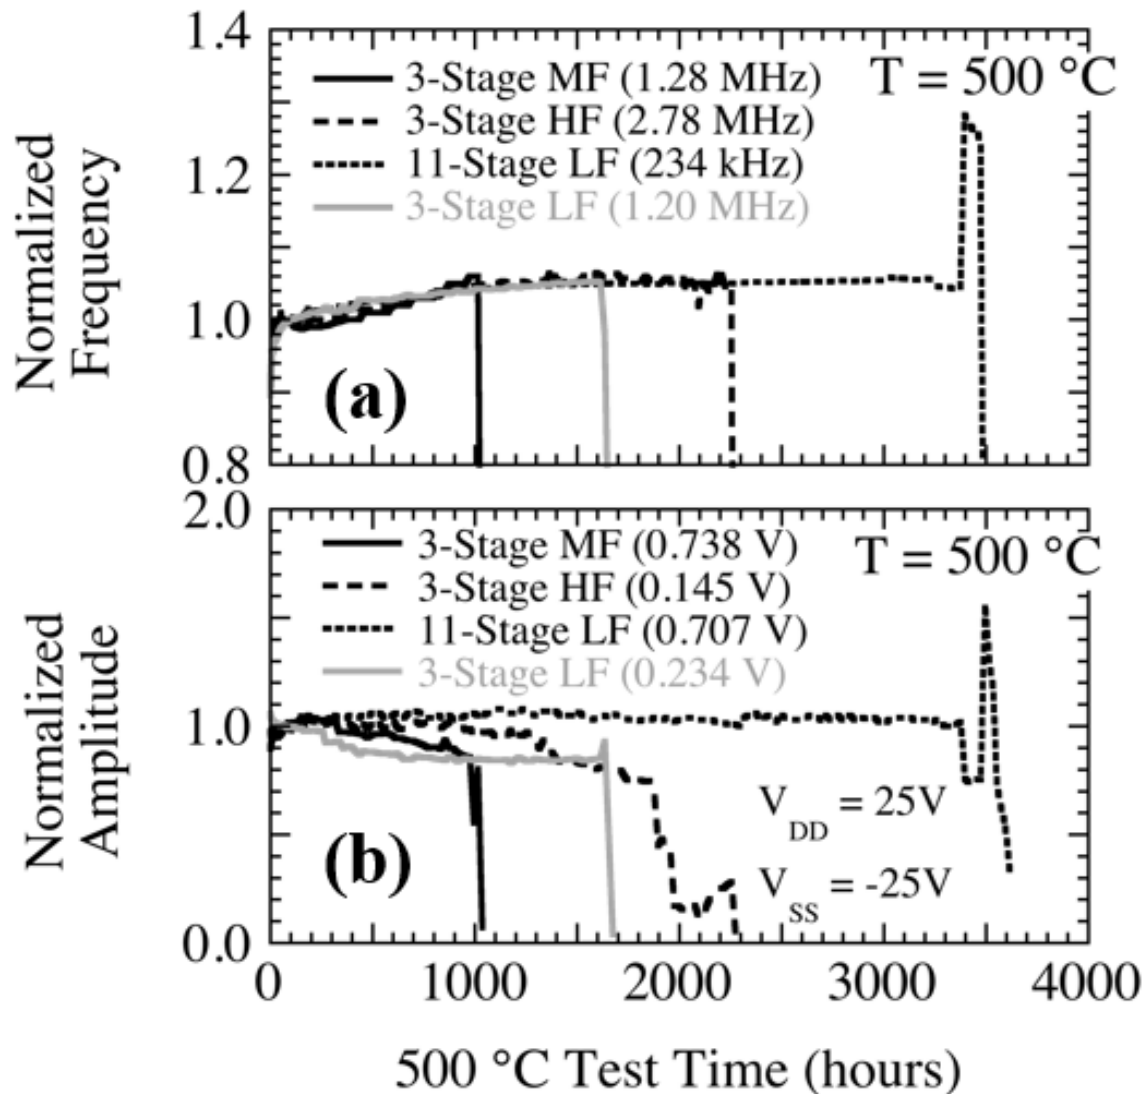 1.4
3-Stage MF (1.28 MHz)
T = 500 °C
3-Stage HF (2.78 MHz)
11-Stage LF (234 kHz)
3-Stage LF (1.20 MHz)
1.2
1.0
0.8
Normalized
Frequency
(a)
2.0
3-Stage MF (0.738 V)
T = 500 °C
3-Stage HF (0.145 V)
11-Stage LF (0.707 V)
3-Stage LF (0.234 V)
1.0
0.0
Normalized
Amplitude
(b)
V_DD = 25V
V_SS = -25V
0 1000 2000 3000 4000
500 °C Test Time (hours)